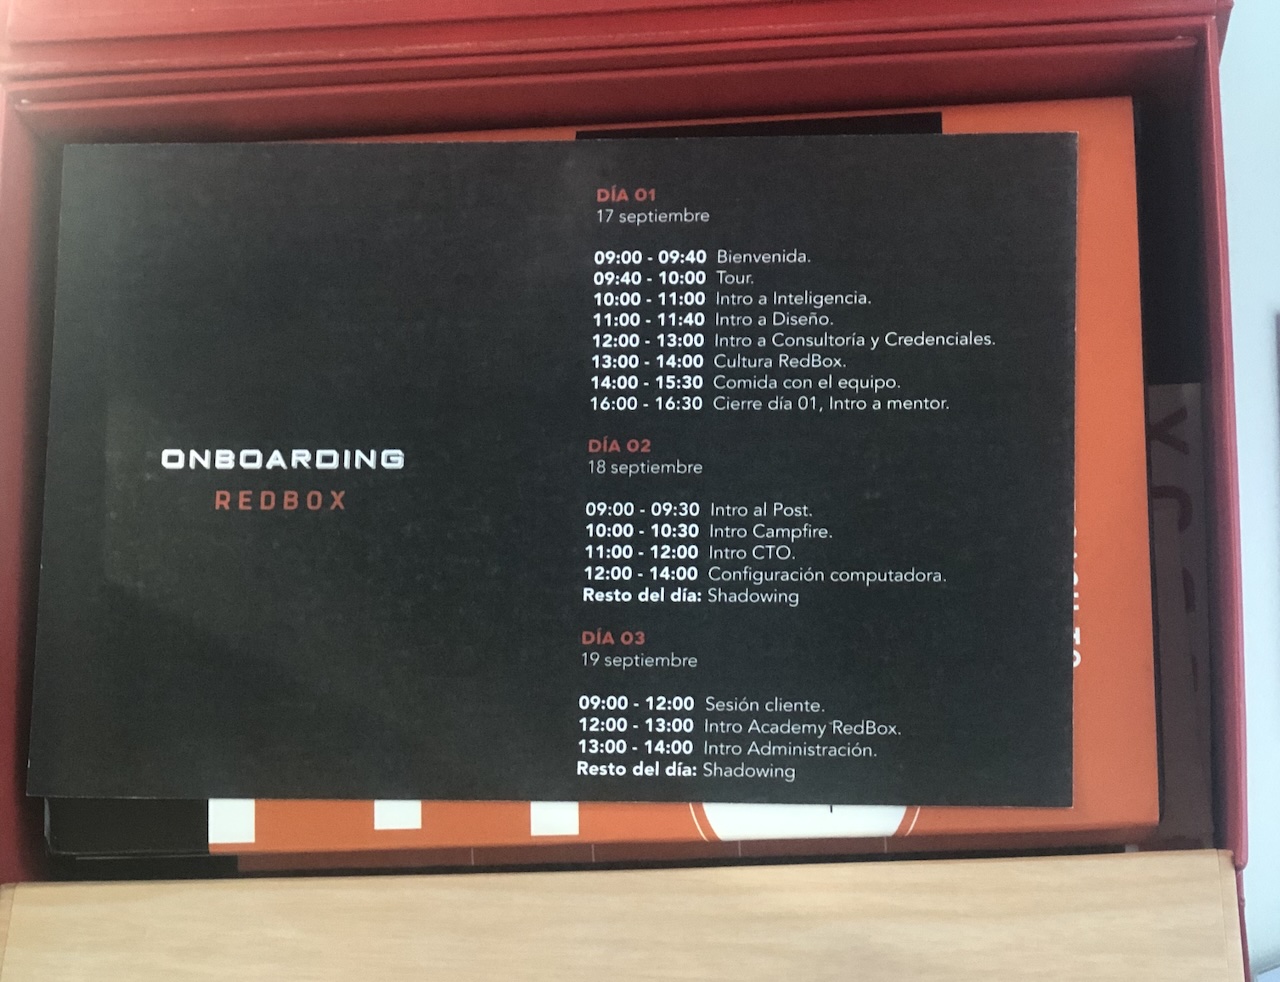 ONBOARDING
REDBOX
DÍA 01
17 septiembre
09:00 - 09:40 Bienvenida.
09:40 - 10:00 Tour.
10:00 - 11:00 Intro a Inteligencia.
11:00 - 11:40 Intro a Diseño.
12:00 - 13:00 Intro a Consultoría y Credenciales.
13:00 - 14:00 Cultura RedBox.
14:00 - 15:30 Comida con el equipo.
16:00 - 16:30 Cierre día 01, Intro a mentor.
DÍA 02
18 septiembre
09:00 - 09:30 Intro al Post.
10:00 - 10:30 Intro Campfire.
11:00 - 12:00 Intro CTO.
12:00 - 14:00 Configuración computadora.
Resto del día: Shadowing
DÍA 03
19 septiembre
09:00 - 12:00 Sesión cliente.
12:00 - 13:00 Intro Academy RedBox.
13:00 - 14:00 Intro Administración.
Resto del día: Shadowing